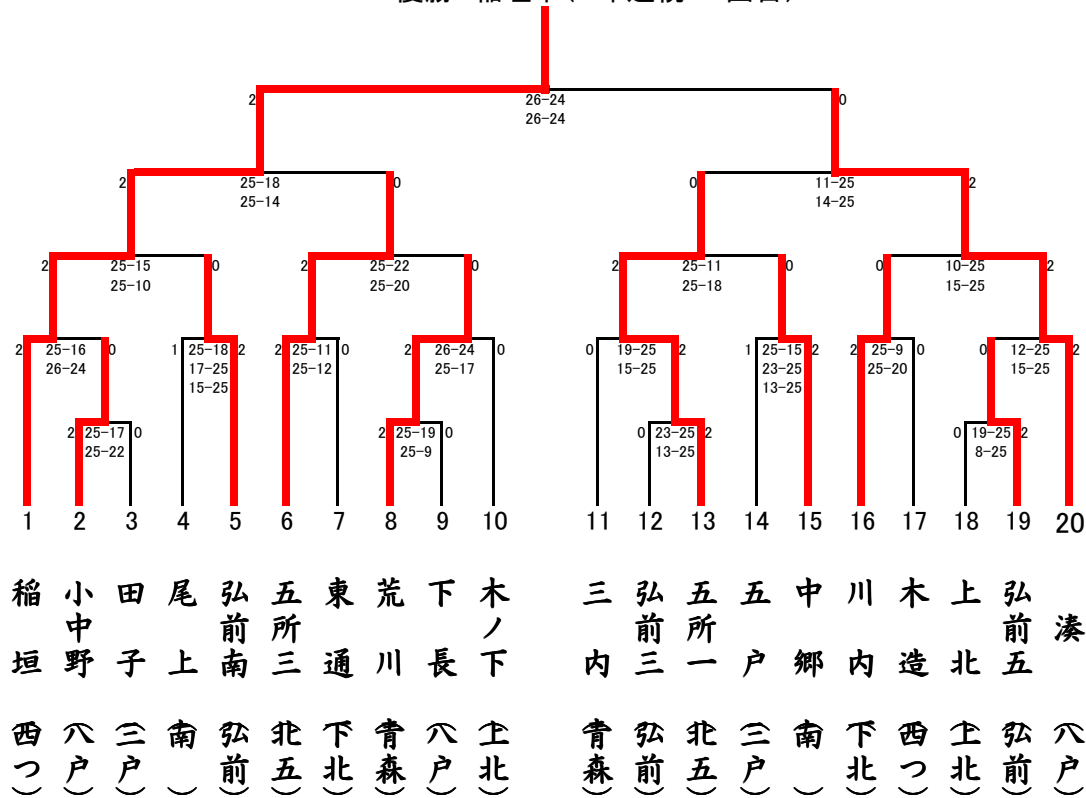 2 26-24 0
26-24
2 25-18 0 0 11-25 2
25-14 14-25
2 25-15 0 2 25-22 0 2 25-11 0 0 10-25 2
25-10 25-20 25-18 15-25
2 25-16 0 1 25-18 2 2 25-11 0 2 26-24 0 0 19-25 2 1 25-15 2 2 25-9 0 0 12-25 2
26-24 17-25 25-12 25-17 15-25 23-25 25-20 15-25
15-25 13-25
2 25-17 0 2 25-19 0 0 23-25 2 0 19-25 2
25-22 25-9 13-25 8-25
1 2 3 4 5 6 7 8 9 10 11 12 13 14 15 16 17 18 19 20
稲垣(西つ)
小中野(八戸)
田子(三戸)
尾上(南)
弘前南(弘前)
五所三(北五)
東通(下北)
荒川(青森)
下長(八戸)
木ノ下(上北)
三内(青森)
弘前三(弘前)
五所一(北五)
五戸(三戸)
中郷(南)
川内(下北)
木造(西つ)
上北(上北)
弘前五(弘前)
湊(八戸)